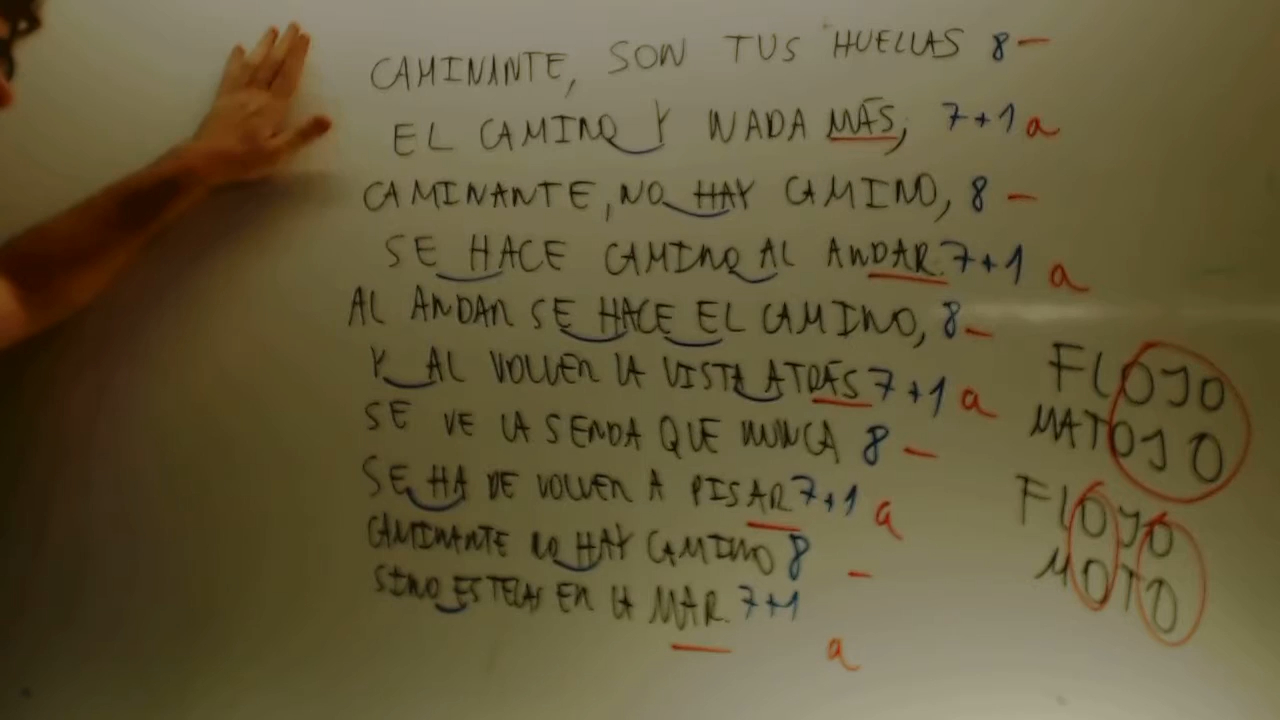 CAMINANTE, SON TUS HUELLAS 8 -
EL CAMINO Y NADA MÁS, 7+1 a
CAMINANTE, NO HAY CAMINO, 8 -
SE HACE CAMINO AL ANDAR. 7+1 a
AL ANDAR SE HACE EL CAMINO, 8 -
Y AL VOLVER LA VISTA ATRÁS 7+1 a
SE VE LA SENDA QUE NUNCA 8 -
SE HA DE VOLVER A PISAR 7+1 a
CAMINANTE NO HAY CAMINO 8 -
SINO ESTELAS EN LA MAR. 7+1 a
FLOJO
MATOJO
FLOJO
MOTO